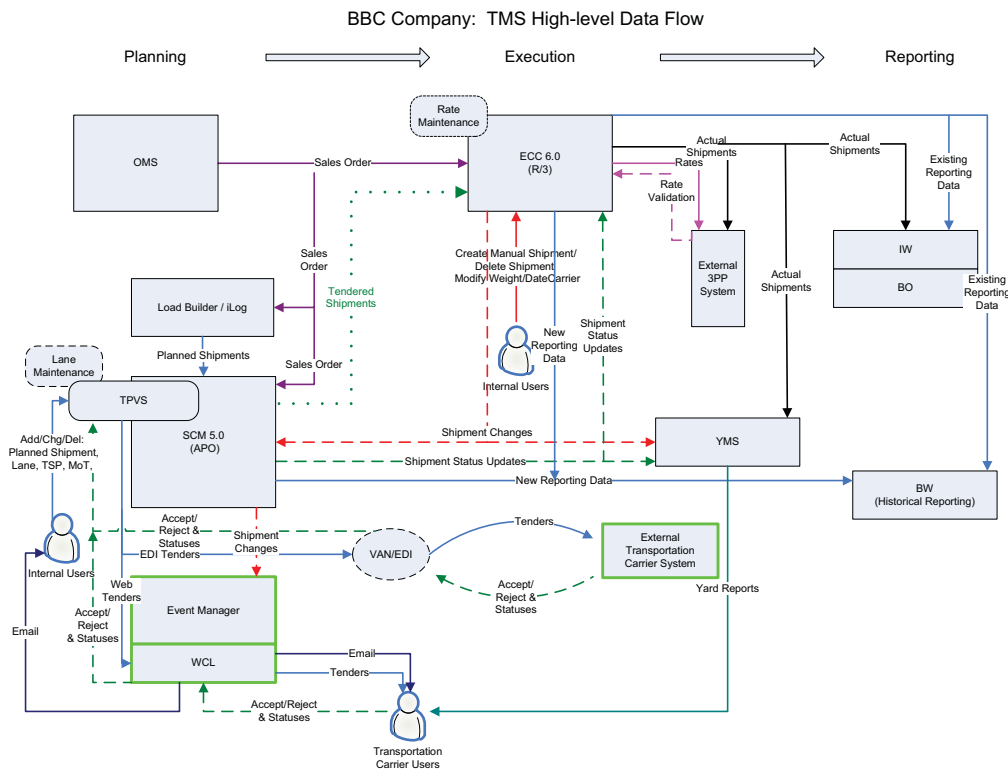 BBC Company:  TMS High-level Data Flow
Planning
Execution
Reporting
Rate
Maintenance
OMS
Sales Order
ECC 6.0
(R/3)
Actual
Shipments
Rates
Rate
Validation
Actual
Shipments
Existing
Reporting
Data
Sales
Order
Tendered
Shipments
Create Manual Shipment/
Delete Shipment
Modify Weight/DateCarrier
External
3PP
System
Actual
Shipments
IW
BO
Existing
Reporting
Data
Load Builder / iLog
Planned Shipments
Sales Order
New
Reporting
Data
Shipment
Status
Updates
Internal Users
Lane
Maintenance
TPVS
SCM 5.0
(APO)
Add/Chg/Del:
Planned Shipment,
Lane, TSP, MoT,
Shipment Changes
YMS
Shipment Status Updates
New Reporting Data
BW
(Historical Reporting)
Internal Users
Accept/
Reject &
Statuses
EDI Tenders
Shipment
Changes
VAN/EDI
Tenders
External
Transportation
Carrier System
Accept/
Reject &
Statuses
Yard Reports
Web
Tenders
Email
Accept/
Reject
& Statuses
Event Manager
WCL
Email
Tenders
Accept/Reject
& Statuses
Transportation
Carrier Users